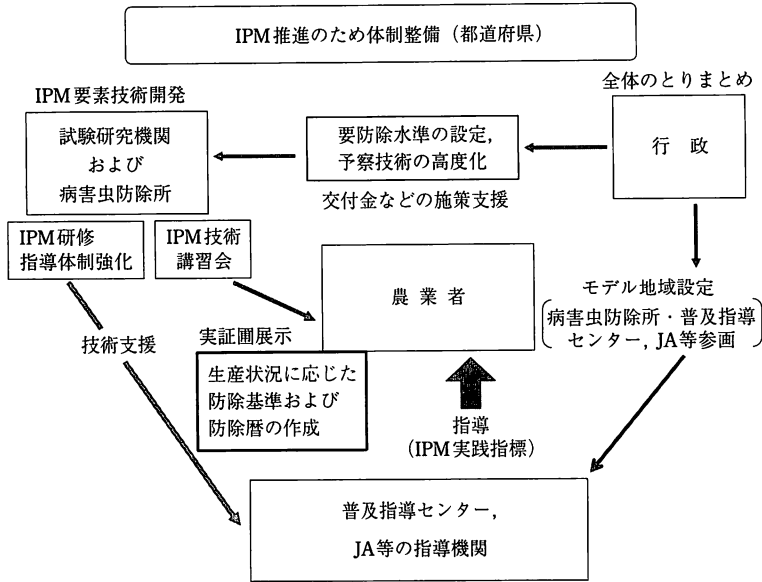 IPM推進のため体制整備（都道府県）
全体のとりまとめ
IPM要素技術開発
試験研究機関
および
病害虫防除所
要防除水準の設定，
予察技術の高度化
行　政
交付金などの施策支援
IPM研修
指導体制強化
IPM技術
講習会
農 業 者
モデル地域設定
病害虫防除所・普及指導
センター，JA等参画
技術支援
実証圃展示
生産状況に応じた
防除基準および
防除暦の作成
指導
（IPM実践指標）
普及指導センター，
JA等の指導機関